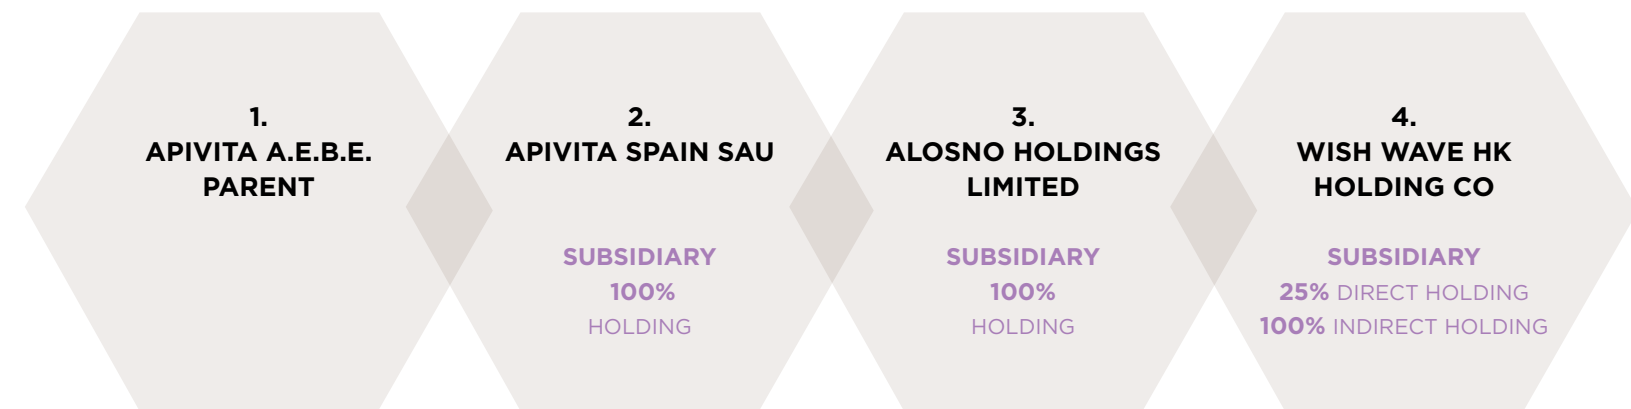 1.
APIVITA A.E.B.E.
PARENT
2.
APIVITA SPAIN SAU
SUBSIDIARY
100%
HOLDING
3.
ALOSNO HOLDINGS
LIMITED
SUBSIDIARY
100%
HOLDING
4.
WISH WAVE HK
HOLDING CO
SUBSIDIARY
25% DIRECT HOLDING
100% INDIRECT HOLDING